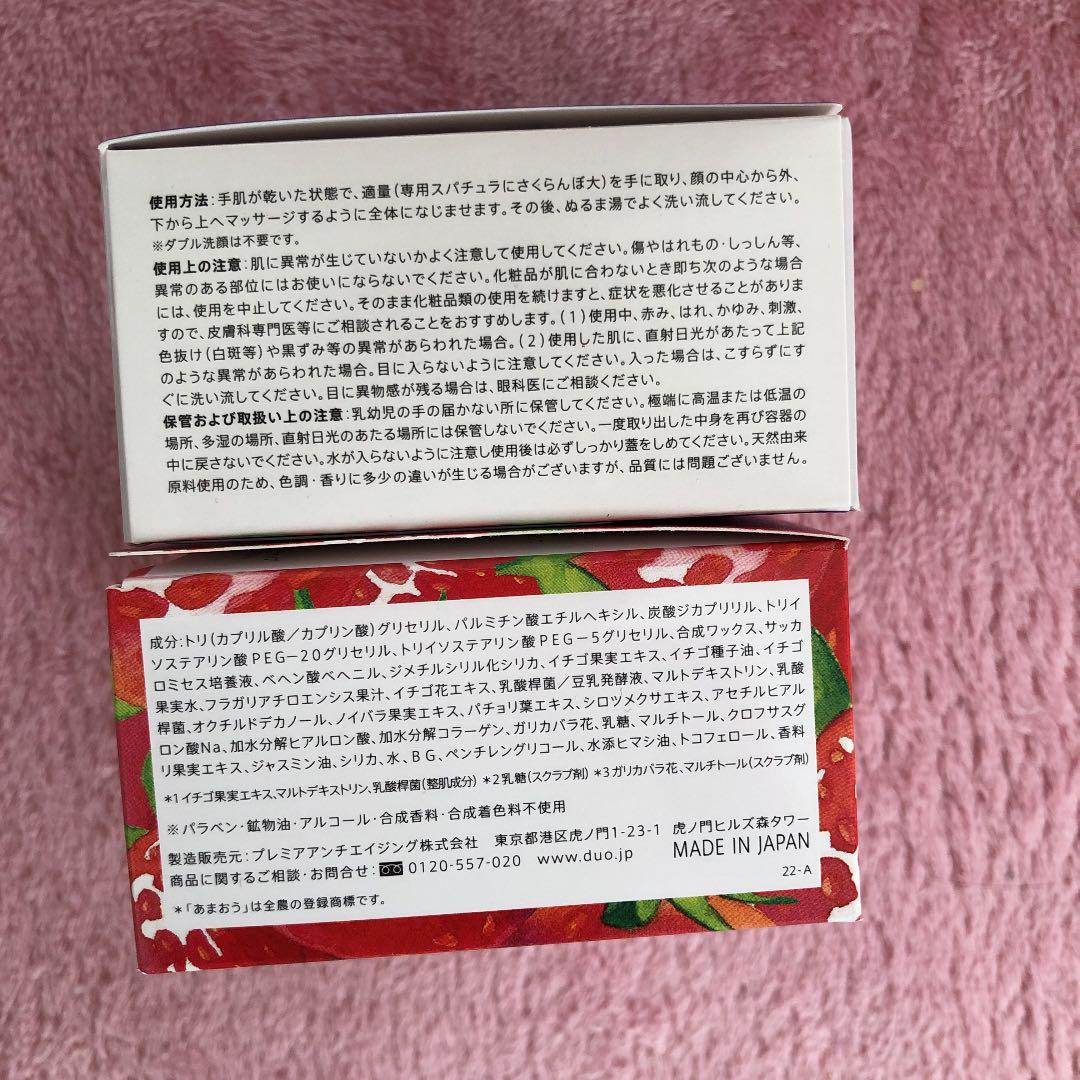 使用方法:手肌が乾いた状態で、適量(専用スパチュラにさくらんぼ大)を手に取り、顔の中心から外、
下から上へマッサージするように全体になじませます。その後、ぬるま湯でよく洗い流してください。
※ダブル洗顔は不要です。
使用上の注意:肌に異常が生じていないかよく注意して使用してください。傷やはれもの・しっしん等、
異常のある部位にはお使いにならないでください。化粧品が肌に合わないとき即ち次のような場合
には、使用を中止してください。そのまま化粧品類の使用を続けますと、症状を悪化させることがありま
すので、皮膚科専門医等にご相談されることをおすすめします。(1)使用中、赤み、はれ、かゆみ、刺激、
色抜け(白斑等)や黒ずみ等の異常があらわれた場合。(2)使用した肌に、直射日光があたって上記
のような異常があらわれた場合。目に入らないように注意してください。入った場合は、こすらずにす
ぐに洗い流してください。目に異物感が残る場合は、眼科医にご相談ください。
保管および取扱い上の注意:乳幼児の手の届かない所に保管してください。極端に高温または低温の
場所、多湿の場所、直射日光のあたる場所には保管しないでください。一度取り出した中身を再び容器の
中に戻さないでください。水が入らないように注意し使用後は必ずしっかり蓋をしめてください。天然由来
原料使用のため、色調・香りに多少の違いが生じる場合がございますが、品質には問題ございません。
成分:トリ(カプリル酸/カプリン酸)グリセリル、パルミチン酸エチルヘキシル、炭酸ジカプリリル、トリイ
ソステアリン酸PEG-20グリセリル、トリイソステアリン酸PEG-5グリセリル、合成ワックス、サッカ
ロミセス培養液、ベヘン酸ベヘニル、ジメチルシリル化シリカ、イチゴ果実エキス、イチゴ種子油、イチゴ
果実水、フラガリアチロエンシス果汁、イチゴ花エキス、乳酸桿菌/豆乳発酵液、マルトデキストリン、乳酸
桿菌、オクチルドデカノール、ノイバラ果実エキス、パチョリ葉エキス、シロツメクサエキス、アセチルヒアル
ロン酸Na、加水分解ヒアルロン酸、加水分解コラーゲン、ガリカバラ花、乳糖、マルチトール、クロフサスグ
リ果実エキス、ジャスミン油、シリカ、水、BG、ペンチレングリコール、水添ヒマシ油、トコフェロール、香料
*1イチゴ果実エキス、マルトデキストリン、乳酸桿菌(整肌成分) *2乳糖(スクラブ剤) *3ガリカバラ花、マルチトール(スクラブ剤)
※パラベン・鉱物油・アルコール・合成香料・合成着色料不使用
製造販売元:プレミアアンチエイジング株式会社 東京都港区虎ノ門1-23-1 虎ノ門ヒルズ森タワー
商品に関するご相談・お問合せ: 0120-557-020 www.duo.jp MADE IN JAPAN
22-A
*「あまおう」は全農の登録商標です。